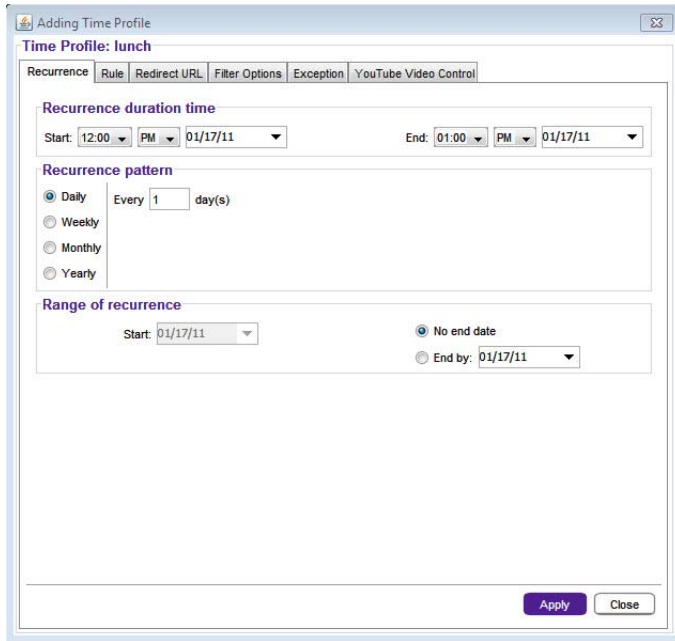 Adding Time Profile
Time Profile: lunch
Recurrence Rule Redirect URL Filter Options Exception YouTube Video Control
Recurrence duration time
Start: 12:00 PM 01/17/11 End: 01:00 PM 01/17/11
Recurrence pattern
Daily Every 1 day(s)
Weekly
Monthly
Yearly
Range of recurrence
Start: 01/17/11 No end date
End by: 01/17/11
Apply Close